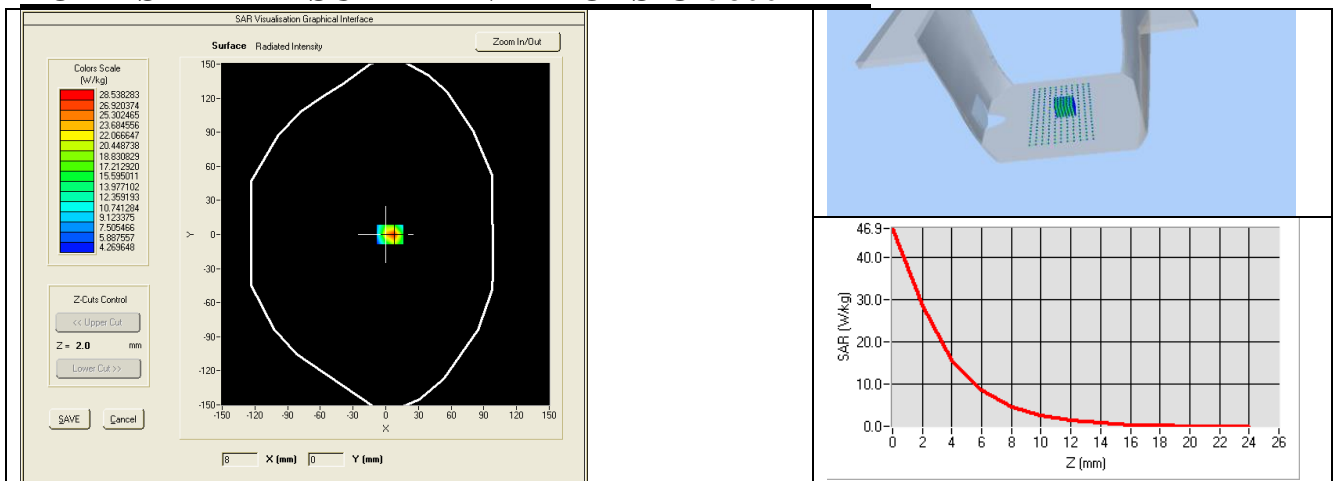 SAR Visualisation Graphical Interface
Surface Radiated Intensity
Zoom In/Out
Colors Scale
(W/kg)
28.538283
26.920374
25.302465
23.684556
22.066647
20.448738
18.830829
17.212920
15.595011
13.977102
12.359193
10.741284
9.123375
7.505466
5.887557
4.269648
Z-Cuts Control
<< Upper Cut
Z = 2.0 mm
Lower Cut >>
SAVE Cancel
150
120
90
60
30
0
-30
-60
-90
-120
-150
Y
-150 -120 -90 -60 -30 0 30 60 90 120 150
X
8 X (mm) 0 Y (mm)
46.9
40.0
30.0
20.0
10.0
0.0
SAR (W/kg)
0 2 4 6 8 10 12 14 16 18 20 22 24 26
Z (mm)